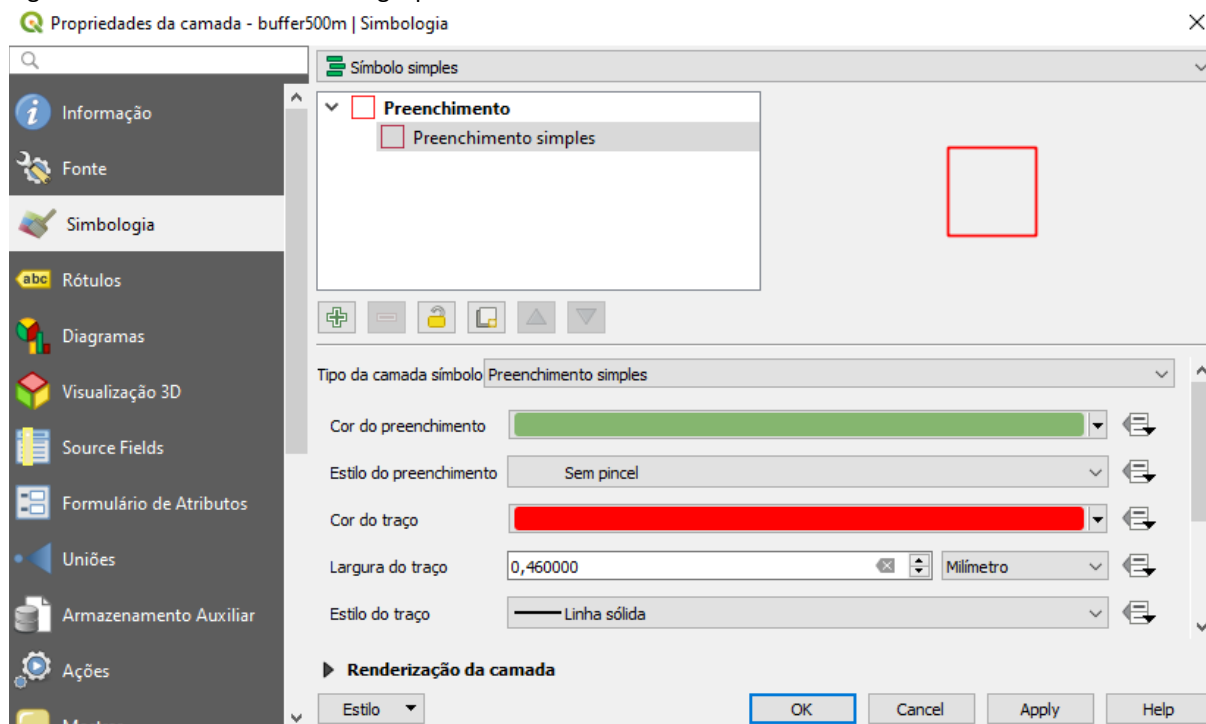 Propriedades da camada - buffer500m | Simbologia
Símbolo simples
Informação
Fonte
Simbologia
abc Rótulos
Diagramas
Visualização 3D
Source Fields
Formulário de Atributos
Uniões
Armazenamento Auxiliar
Ações
Preenchimento
Preenchimento simples
Tipo da camada símbolo Preenchimento simples
Cor do preenchimento
Estilo do preenchimento Sem pincel
Cor do traço
Largura do traço 0,460000 Milímetro
Estilo do traço Linha sólida
Renderização da camada
Estilo OK Cancel Apply Help